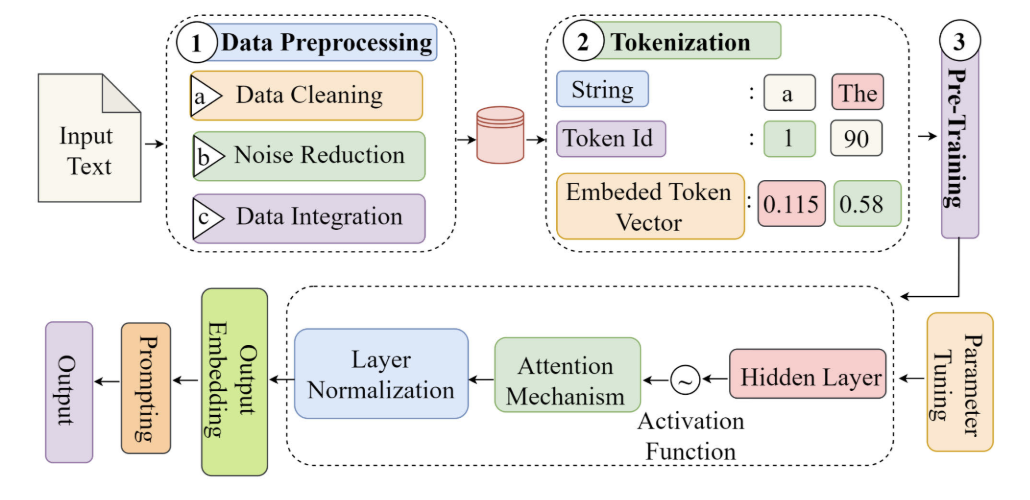 Input
Text
1 Data Preprocessing
a Data Cleaning
b Noise Reduction
c Data Integration
2 Tokenization
String : a The
Token Id : 1 90
Embeded Token
Vector : 0.115 0.58
3
Pre-Training
Parameter
Tuning
Hidden Layer
~
Activation
Function
Attention
Mechanism
Layer
Normalization
Output
Embedding
Prompting
Output